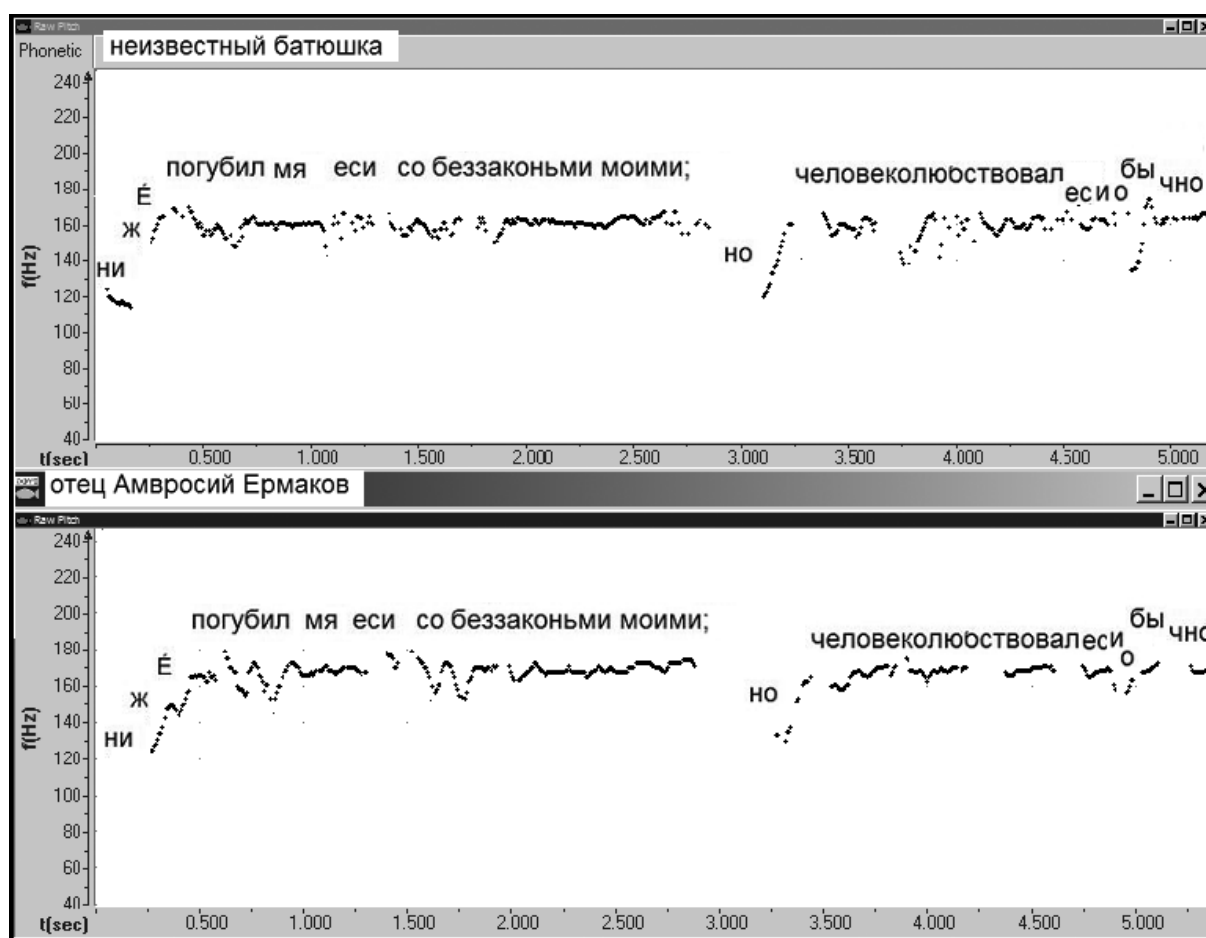 Raw Pitch
Phonetic
неизвестный батюшка
240
220
200
180
160
140
120
100
80
60
40
f(Hz)
ни
ж
É
погубил мя еси со беззаконьми моими;
но
человеколюбствовал
еси о
бы
чно
t(sec) 0.500 1.000 1.500 2.000 2.500 3.000 3.500 4.000 4.500 5.000
отец Амвросий Ермаков
Raw Pitch
240
220
200
180
160
140
120
100
80
60
40
f(Hz)
ни
ж
É
погубил мя еси со беззаконьми моими;
но
человеколюбствовал еси
о
бы
чно
t(sec) 0.500 1.000 1.500 2.000 2.500 3.000 3.500 4.000 4.500 5.000